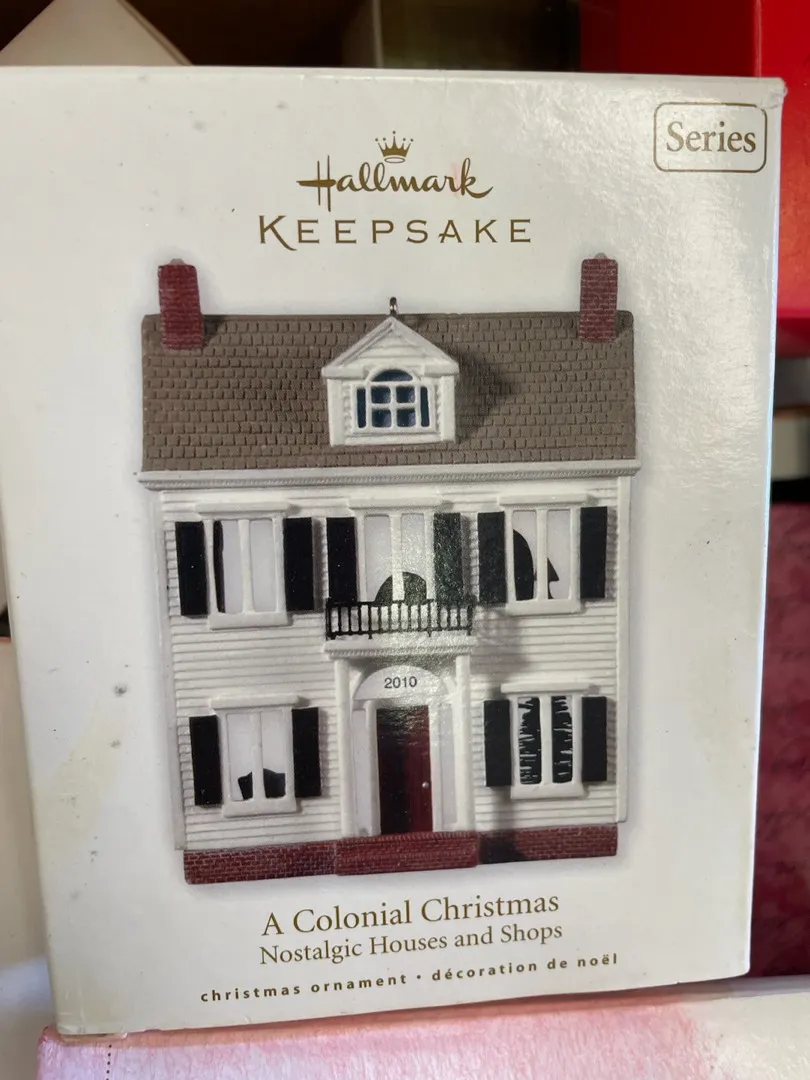 Series
Hallmark
KEEPSAKE
2010
A Colonial Christmas
Nostalgic Houses and Shops
christmas ornament • décoration de noël